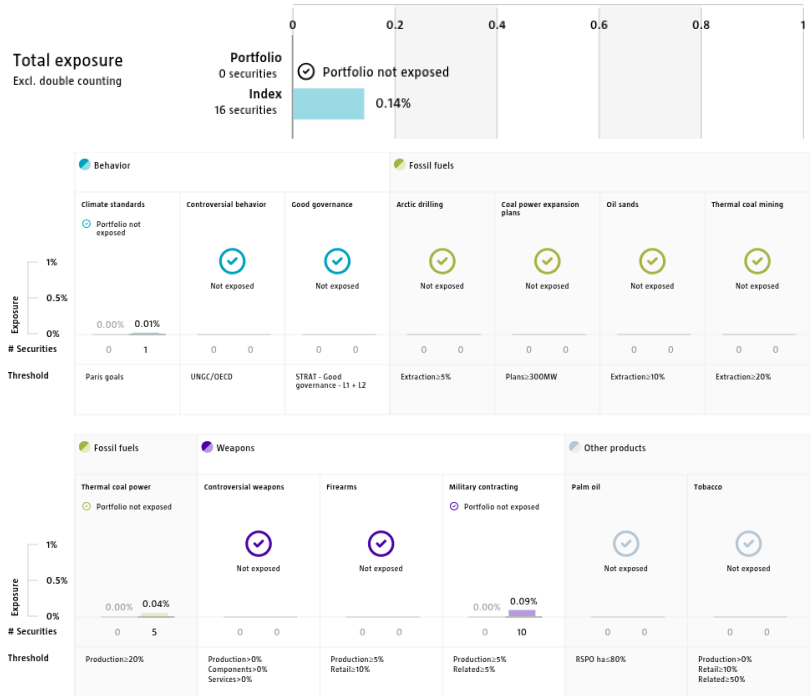 0 0.2 0.4 0.6 0.8 1
Total exposure
Excl. double counting
Portfolio
0 securities
Portfolio not exposed
Index
16 securities
0.14%
Behavior
Fossil fuels
Climate standards
Portfolio not
exposed
Controversial behavior
Good governance
Arctic drilling
Coal power expansion
plans
Oil sands
Thermal coal mining
Not exposed Not exposed Not exposed Not exposed Not exposed Not exposed
Exposure
1%
0.5%
0%
0.00% 0.01%
# Securities 0 1 0 0 0 0 0 0 0 0 0 0 0 0
Threshold
Paris goals
UNGC/OECD
STRAT - Good
governance - L1 + L2
Extraction≥5%
Plans≥300MW
Extraction≥10%
Extraction≥20%
Fossil fuels
Weapons
Other products
Thermal coal power
Portfolio not exposed
Controversial weapons
Firearms
Military contracting
Portfolio not exposed
Palm oil
Tobacco
Not exposed Not exposed Not exposed Not exposed
Exposure
1%
0.5%
0%
0.00% 0.04%
0.00% 0.09%
# Securities 0 5 0 0 0 0 0 10 0 0 0 0
Threshold
Production≥20%
Production>0%
Components>0%
Services>0%
Production≥5%
Retail≥10%
Production≥5%
Related≥5%
RSPO ha≤80%
Production>0%
Retail≥10%
Related≥50%